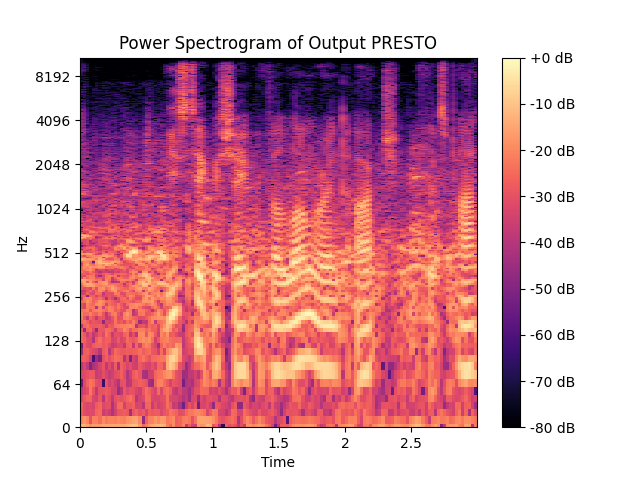 Power Spectrogram of Output PRESTO
Hz
8192
4096
2048
1024
512
256
128
64
0
0 0.5 1 1.5 2 2.5
Time
+0 dB
-10 dB
-20 dB
-30 dB
-40 dB
-50 dB
-60 dB
-70 dB
-80 dB